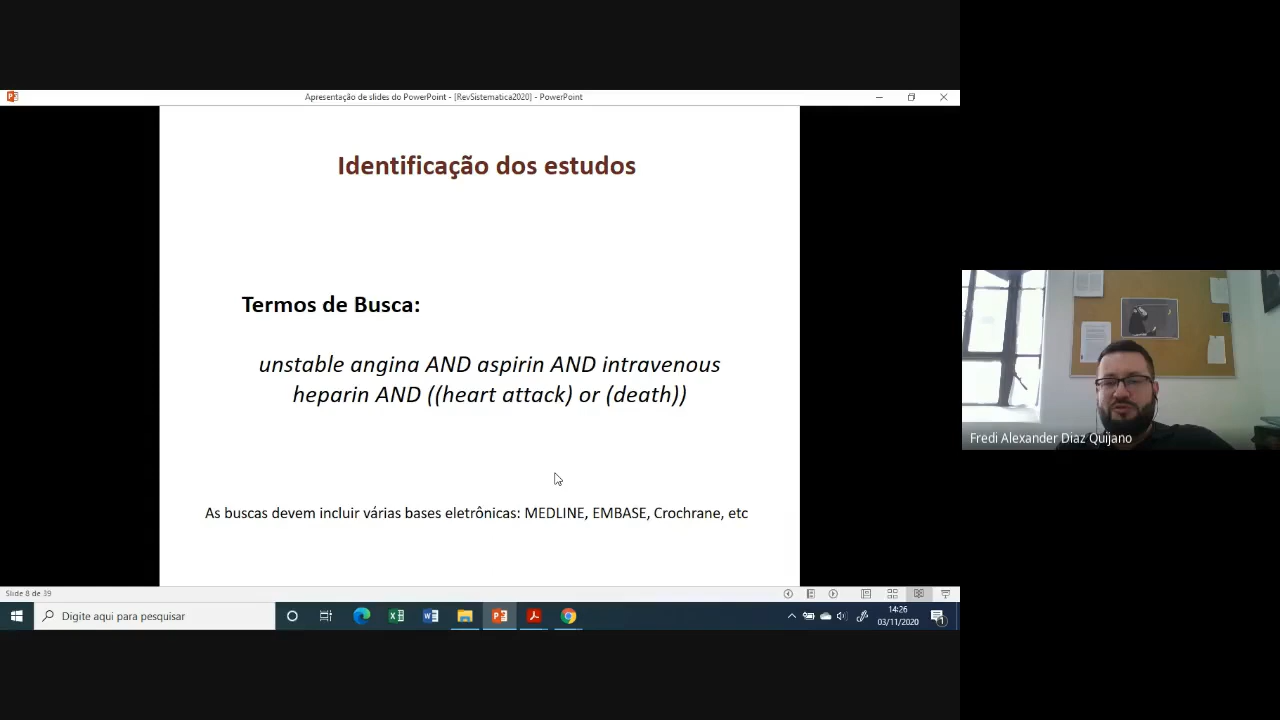 Apresentação de slides do PowerPoint - [RevSistematica2020] - PowerPoint
Identificação dos estudos
Termos de Busca:
unstable angina AND aspirin AND intravenous
heparin AND ((heart attack) or (death))
As buscas devem incluir várias bases eletrônicas: MEDLINE, EMBASE, Crochrane, etc
Fredi Alexander Diaz Quijano
Slide 8 de 39
Digite aqui para pesquisar
14:26
03/11/2020
1